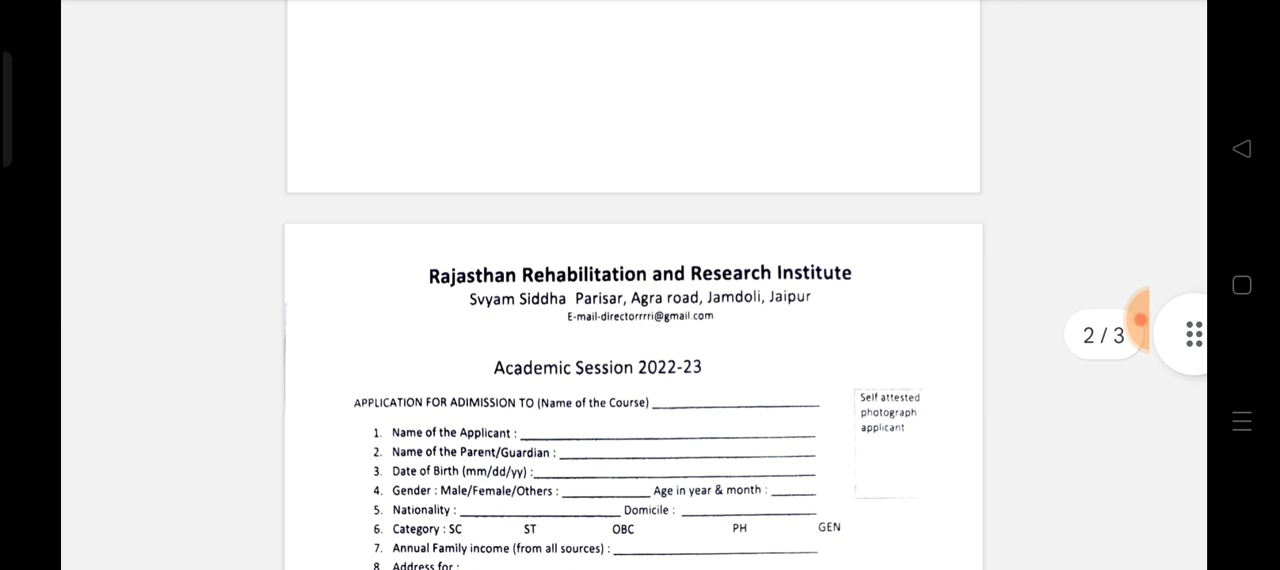 Rajasthan Rehabilitation and Research Institute
Svyam Siddha Parisar, Agra road, Jamdoli, Jaipur
E-mail-directorrrri@gmail.com
Academic Session 2022-23
APPLICATION FOR ADIMISSION TO (Name of the Course)
Self attested
photograph
applicant
1. Name of the Applicant :
2. Name of the Parent/Guardian :
3. Date of Birth (mm/dd/yy) :
4. Gender : Male/Female/Others : Age in year & month :
5. Nationality : Domicile :
6. Category : SC ST OBC PH GEN
7. Annual Family income (from all sources) :
8. Address for :
2 / 3